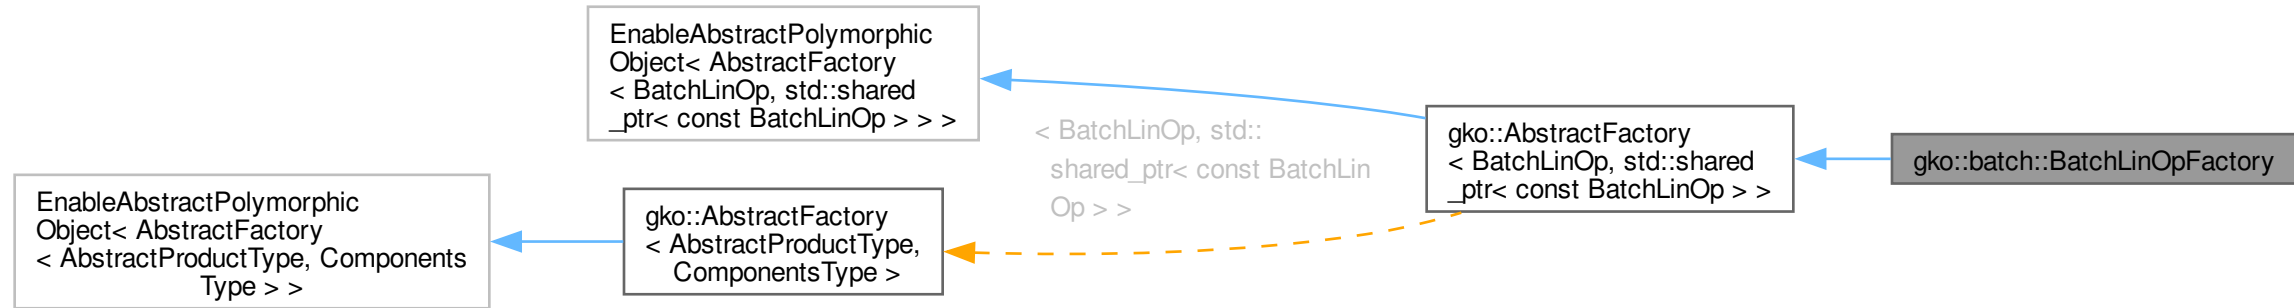 EnableAbstractPolymorphic
Object< AbstractFactory
< BatchLinOp, std::shared
_ptr< const BatchLinOp > > >
EnableAbstractPolymorphic
Object< AbstractFactory
< AbstractProductType, Components
Type > >
gko::AbstractFactory
< AbstractProductType,
ComponentsType >
< BatchLinOp, std::
shared_ptr< const BatchLin
Op > >
gko::AbstractFactory
< BatchLinOp, std::shared
_ptr< const BatchLinOp > >
gko::batch::BatchLinOpFactory